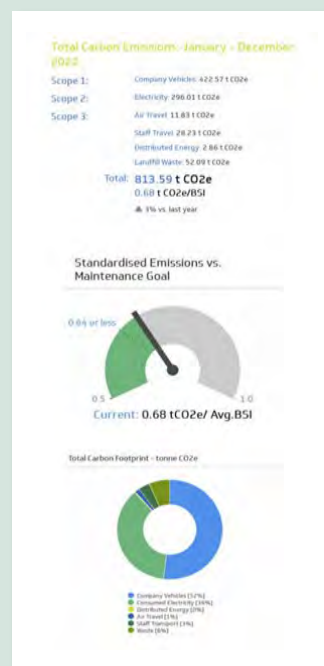 Total Carbon Emissions: January - December
2022
Scope 1: Company Vehicles: 422.57 t CO2e
Scope 2: Electricity: 296.01 t CO2e
Scope 3: Air Travel: 11.83 t CO2e
Staff Travel: 28.23 t CO2e
Distributed Energy: 2.86 t CO2e
Landfill Waste: 52.09 t CO2e
Total: 813.59 t CO2e
0.68 t CO2e/BSI
3% vs. last year
Standardised Emissions vs.
Maintenance Goal
0.64 or less
0.5 1.0
Current: 0.68 tCO2e/ Avg.BSI
Total Carbon Footprint - tonne CO2e
Company Vehicles [52%]
Consumed Electricity [36%]
Distributed Energy [0%]
Air Travel [1%]
Staff Transport [3%]
Waste [6%]